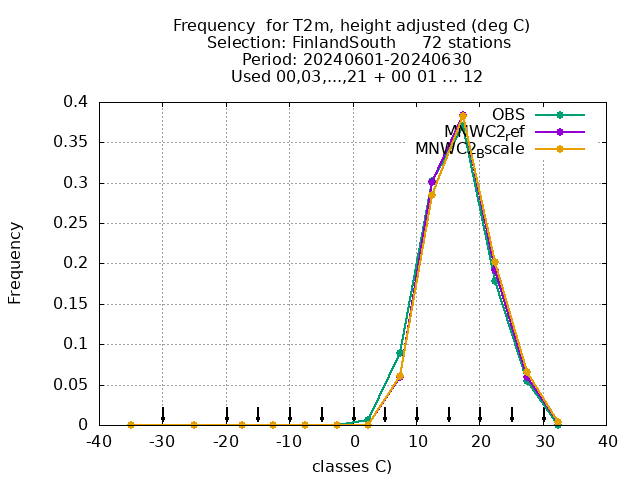 Frequency  for T2m, height adjusted (deg C)
Selection: FinlandSouth     72 stations
Period: 20240601-20240630
Used 00,03,...,21 + 00 01 ... 12
OBS
MNWC2ref
MNWC2Bscale
0.4
0.35
0.3
0.25
0.2
0.15
0.1
0.05
0
Frequency
-40 -30 -20 -10 0 10 20 30 40
classes C)